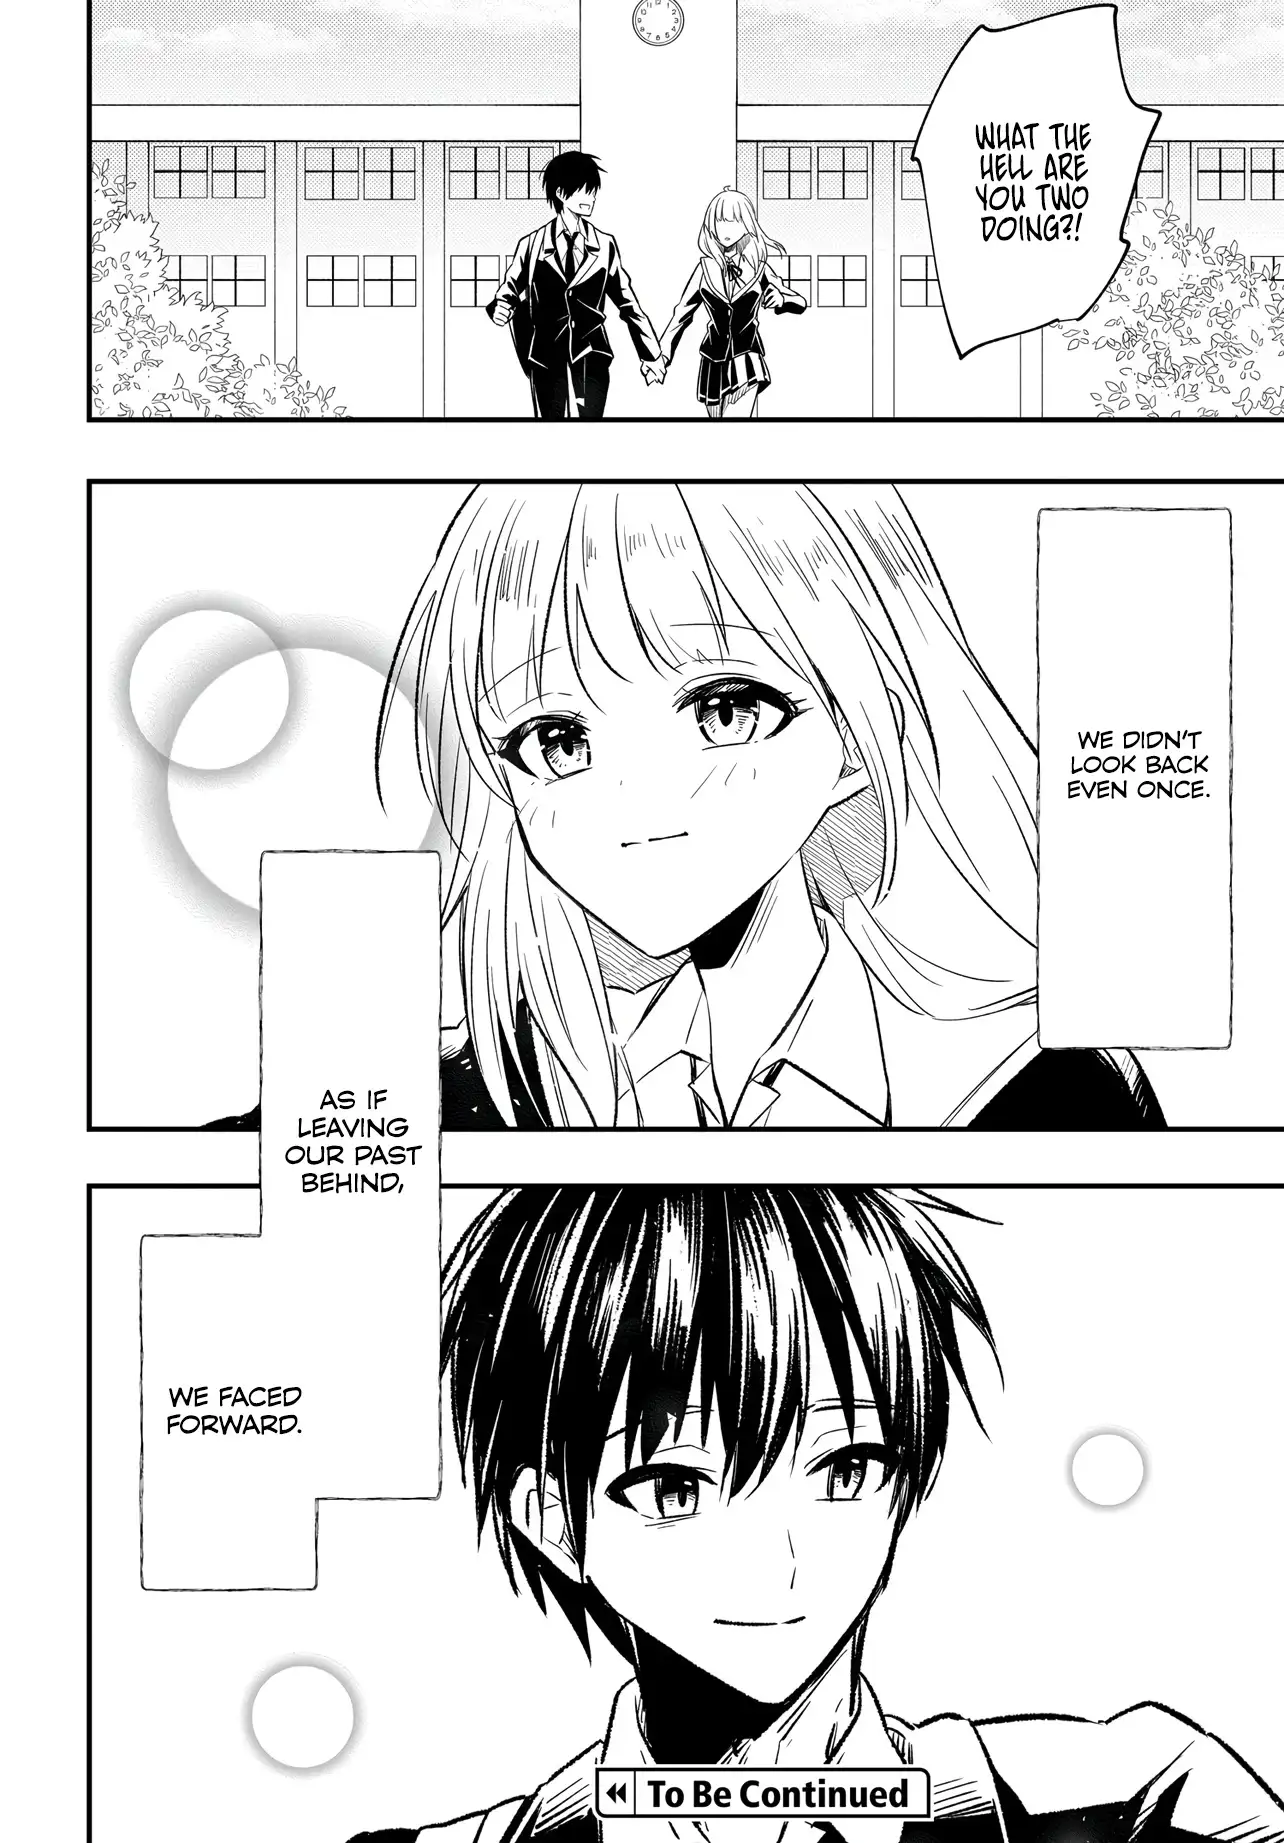 WHAT THE
HELL ARE
YOU TWO
DOING?!
WE DIDN'T
LOOK BACK
EVEN ONCE.
AS IF
LEAVING
OUR PAST
BEHIND,
WE FACED
FORWARD.
To Be Continued